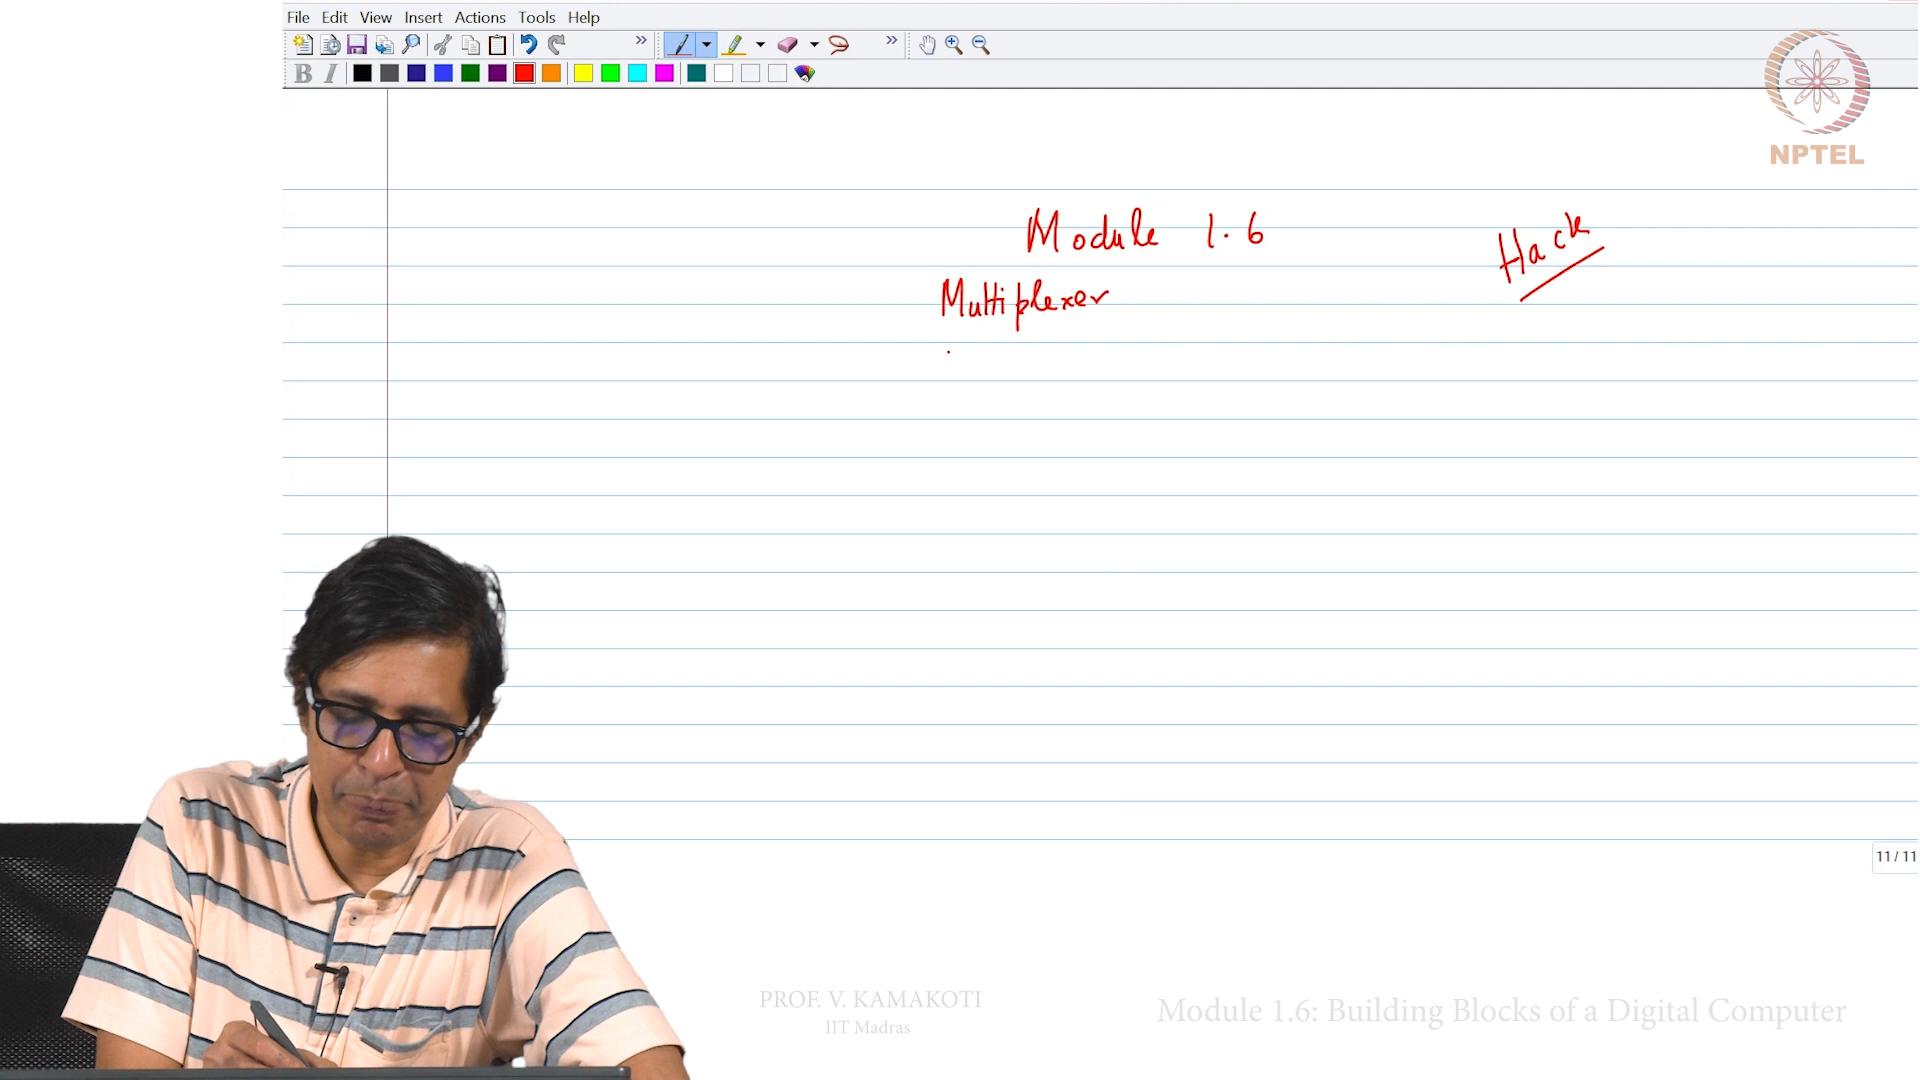 File Edit View Insert Actions Tools Help
B I
NPTEL
Module 1.6
Hack
Multiplexer
11 / 11
PROF. V. KAMAKOTI
IIT Madras
Module 1.6: Building Blocks of a Digital Computer